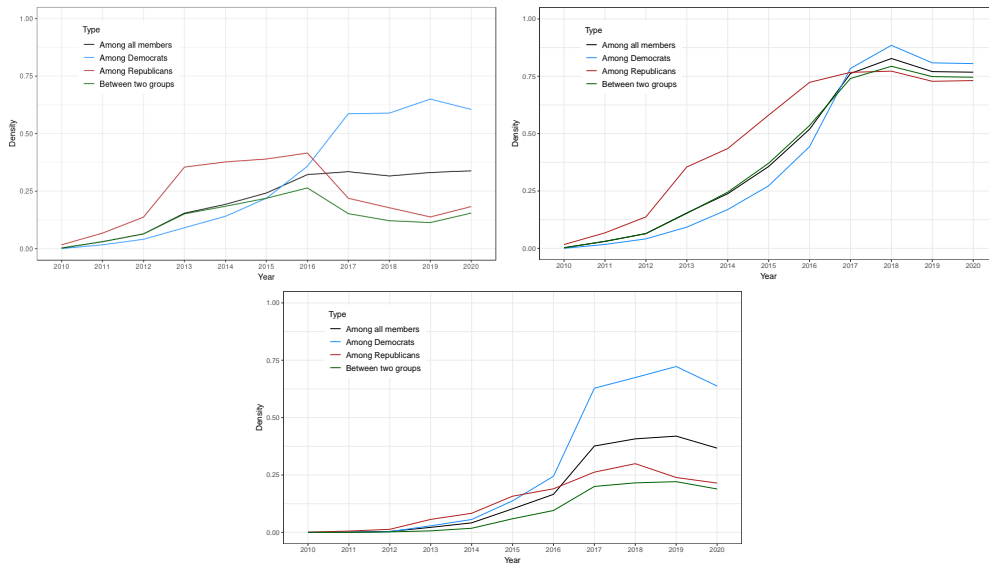 1.00
0.75
0.50
0.25
0.00
Density
Type
Among all members
Among Democrats
Among Republicans
Between two groups
2010 2011 2012 2013 2014 2015 2016 2017 2018 2019 2020
Year
1.00
0.75
0.50
0.25
0.00
Density
Type
Among all members
Among Democrats
Among Republicans
Between two groups
2010 2011 2012 2013 2014 2015 2016 2017 2018 2019 2020
Year
1.00
0.75
0.50
0.25
0.00
Density
Type
Among all members
Among Democrats
Among Republicans
Between two groups
2010 2011 2012 2013 2014 2015 2016 2017 2018 2019 2020
Year